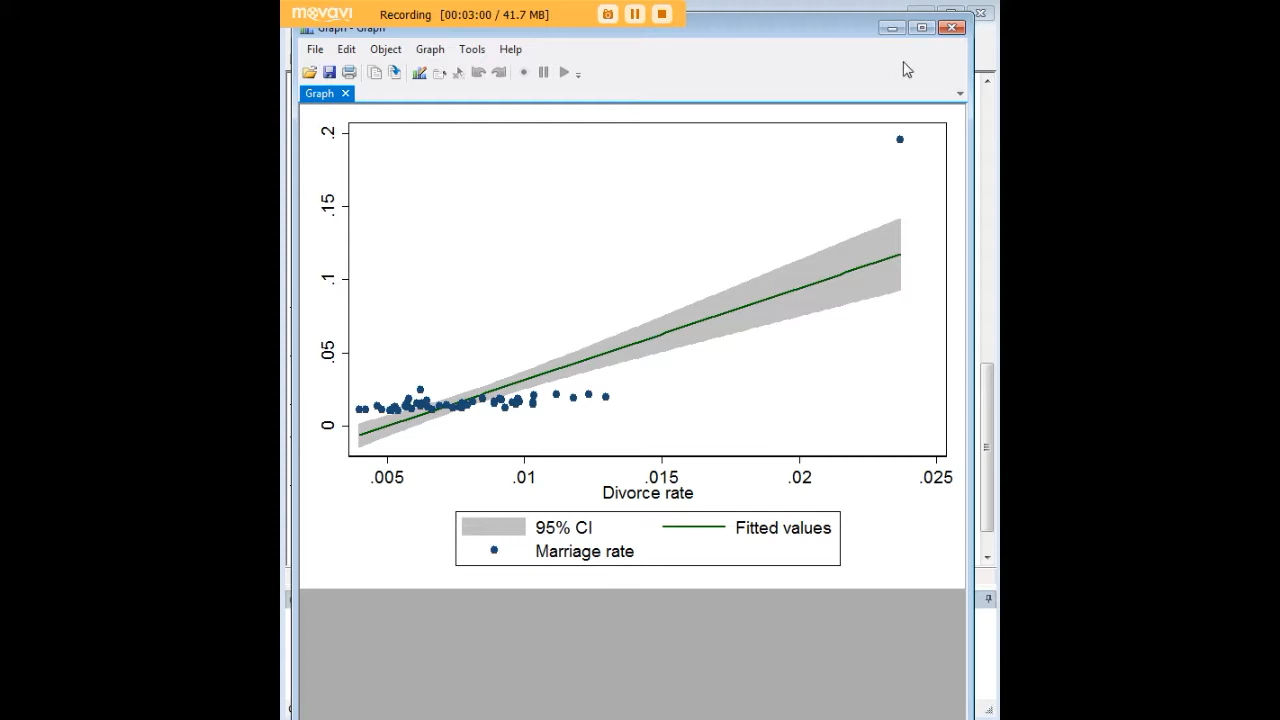 movavi
Recording [00:03:00 / 41.7 MB]
Graph - Graph
File Edit Object Graph Tools Help
Graph
.2
.15
.1
.05
0
.005 .01 .015 .02 .025
Divorce rate
95% CI Fitted values
Marriage rate